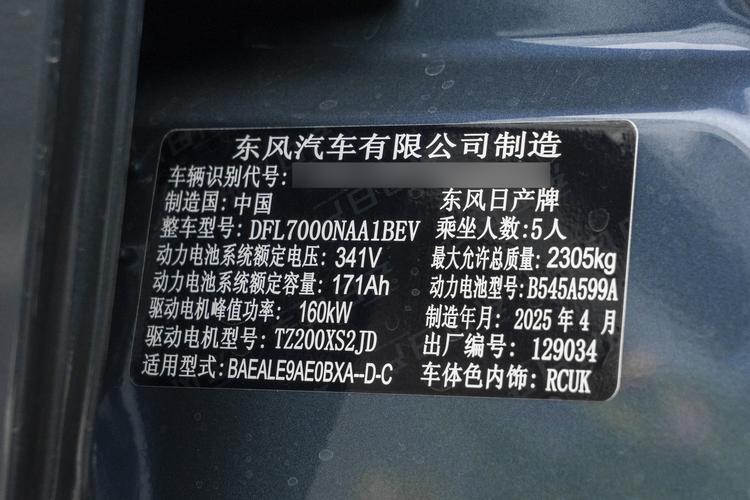 东风汽车有限公司制造
车辆识别代号:
制造国: 中国 东风日产牌
整车型号: DFL7000NAA1BEV 乘坐人数: 5人
动力电池系统额定电压: 341V 最大允许总质量: 2305kg
动力电池系统额定容量: 171Ah 动力电池型号: B545A599A
驱动电机峰值功率: 160kW 制造年月: 2025 年 4 月
驱动电机型号: TZ200XS2JD 出厂编号: 129034
适用型式: BAEALE9AE0BXA--D-C 车体色内饰: RCUK